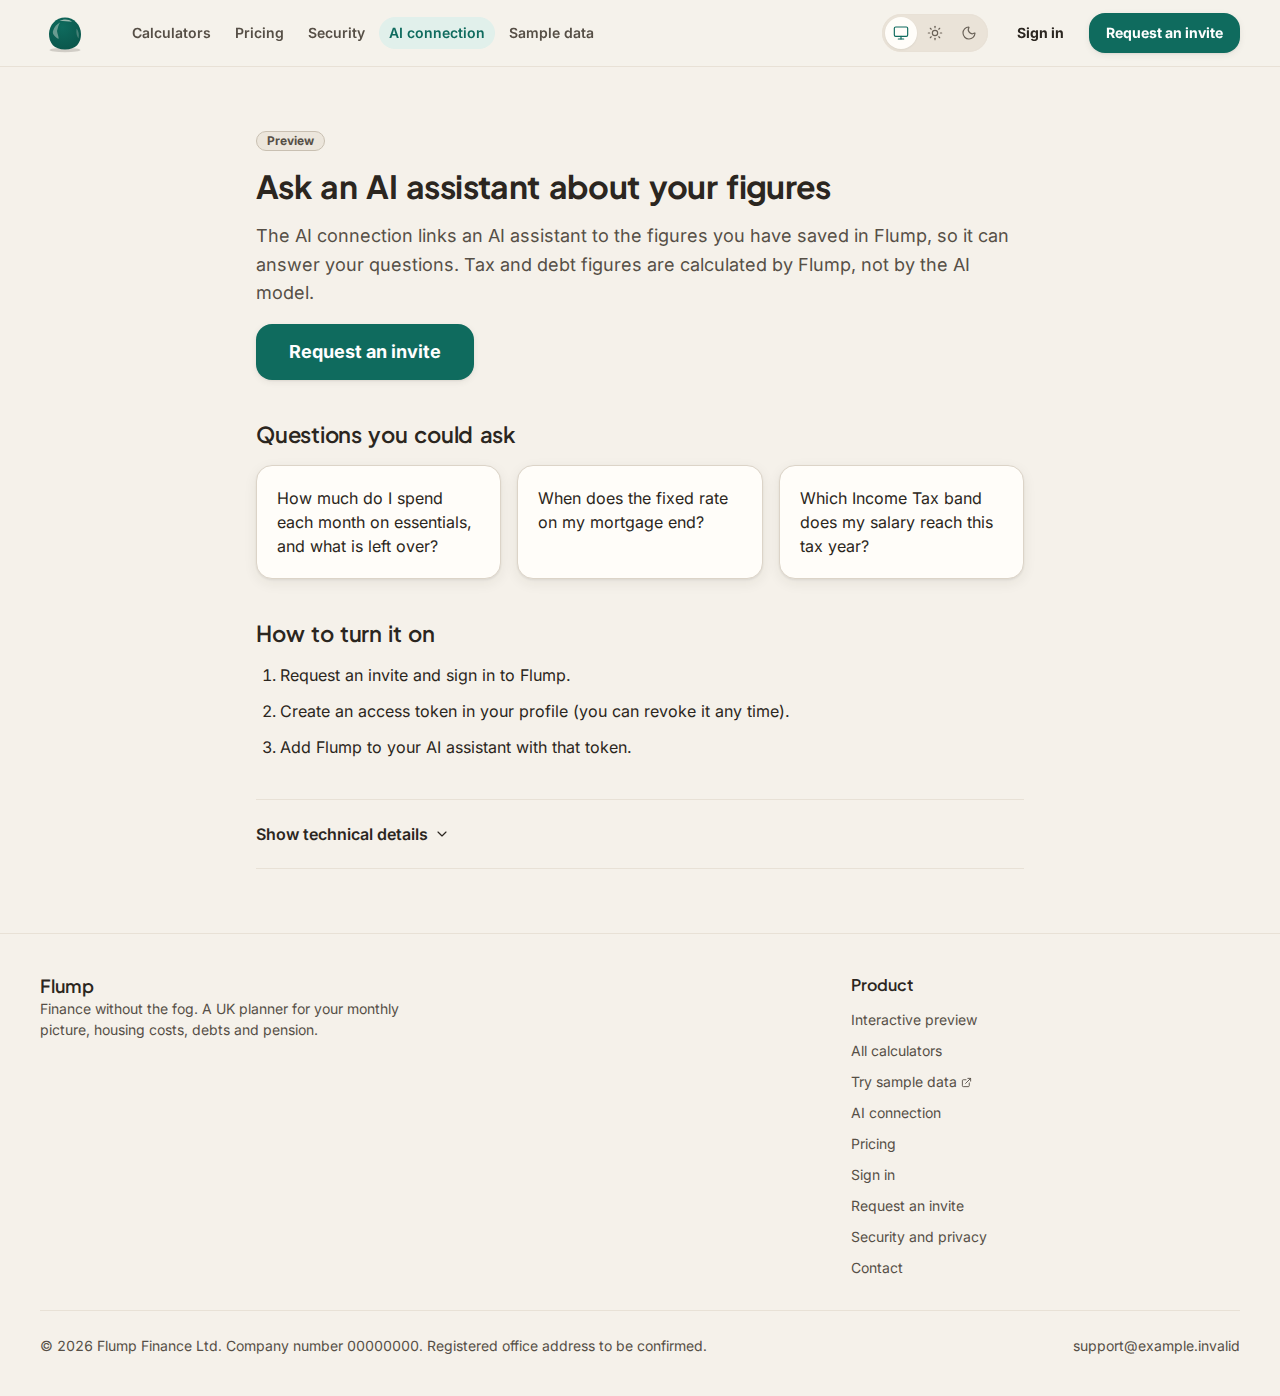 Calculators
Pricing
Security
AI connection
Sample data
Sign in
Request an invite
Preview
Ask an AI assistant about your figures
The AI connection links an AI assistant to the figures you have saved in Flump, so it can
answer your questions. Tax and debt figures are calculated by Flump, not by the AI
model.
Request an invite
Questions you could ask
How much do I spend
each month on essentials,
and what is left over?
When does the fixed rate
on my mortgage end?
Which Income Tax band
does my salary reach this
tax year?
How to turn it on
1. Request an invite and sign in to Flump.
2. Create an access token in your profile (you can revoke it any time).
3. Add Flump to your AI assistant with that token.
Show technical details
Flump
Finance without the fog. A UK planner for your monthly
picture, housing costs, debts and pension.
Product
Interactive preview
All calculators
Try sample data
AI connection
Pricing
Sign in
Request an invite
Security and privacy
Contact
© 2026 Flump Finance Ltd. Company number 00000000. Registered office address to be confirmed.
support@example.invalid